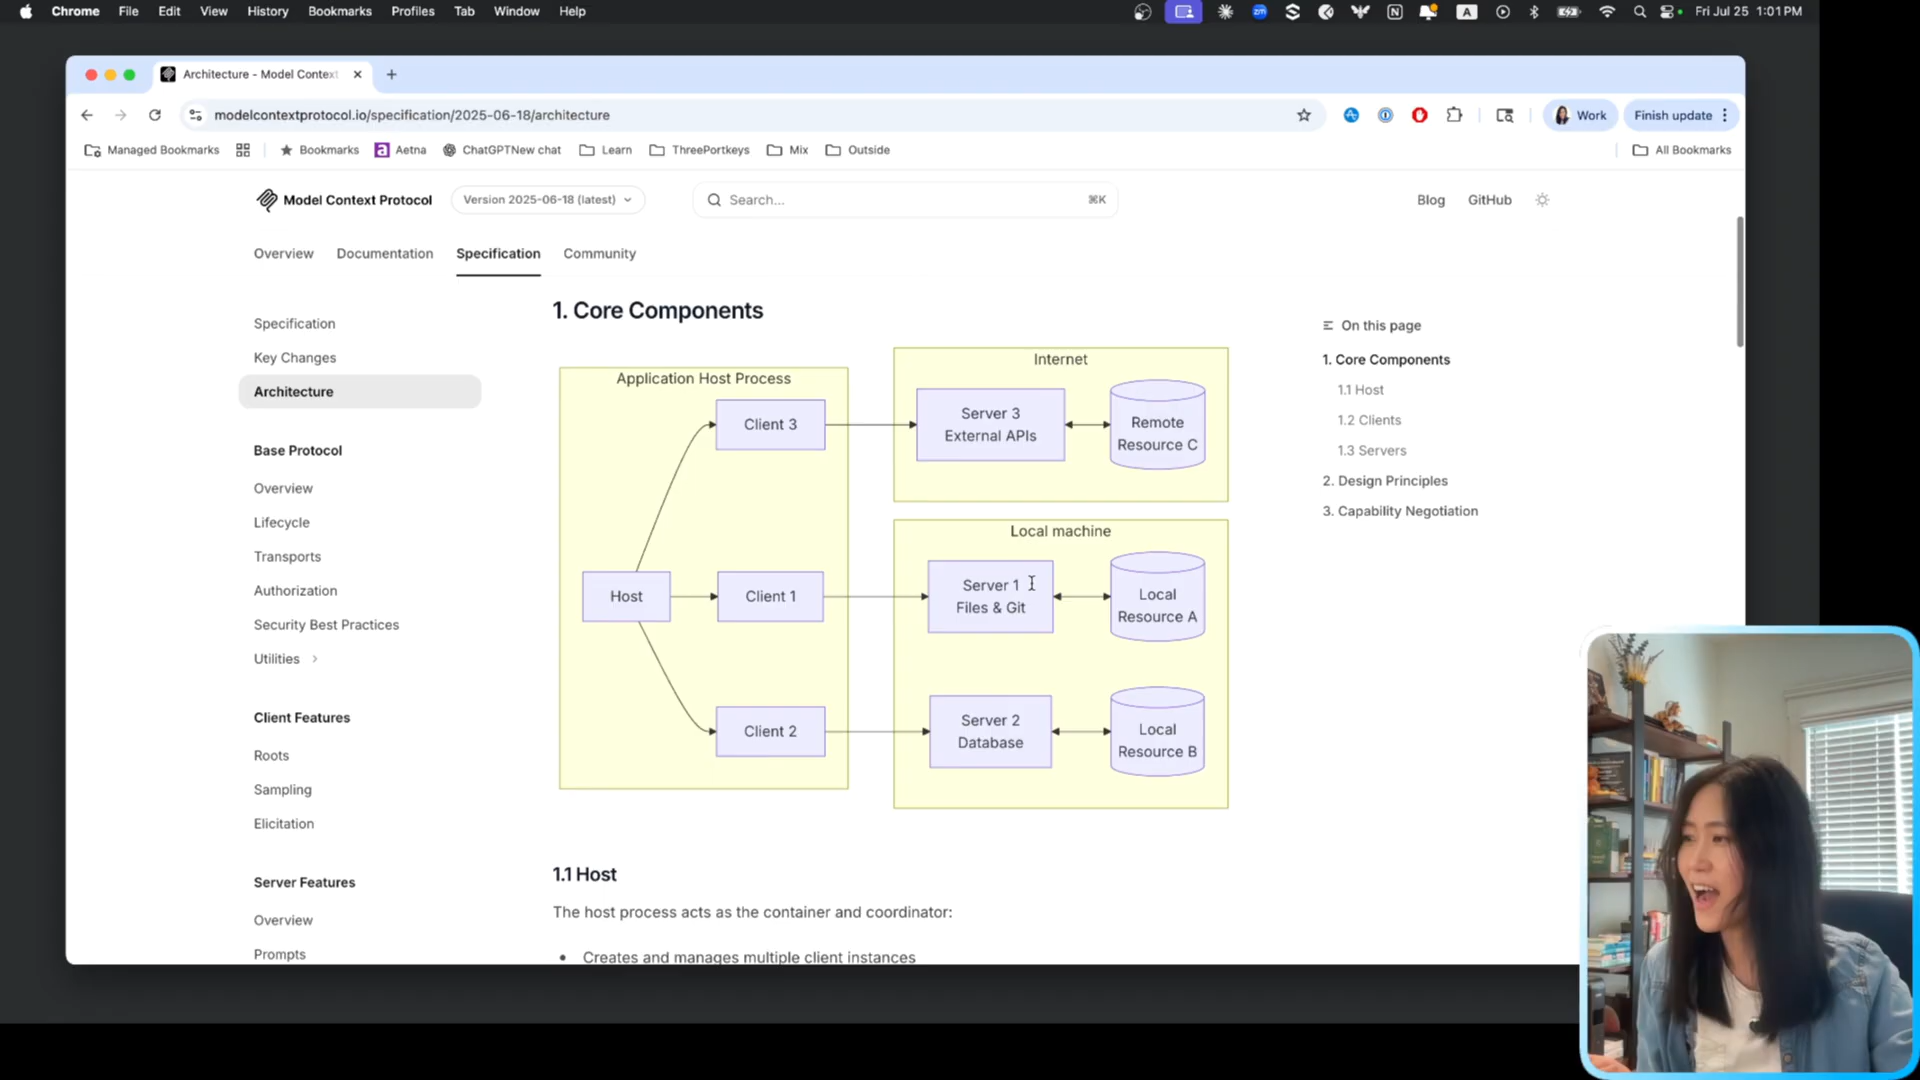 Chrome File Edit View History Bookmarks Profiles Tab Window Help
zm A Fri Jul 25 1:01 PM
Architecture - Model Context
modelcontextprotocol.io/specification/2025-06-18/architecture
Work Finish update
Managed Bookmarks Bookmarks a Aetna ChatGPTNew chat Learn ThreePortkeys Mix Outside All Bookmarks
Model Context Protocol Version 2025-06-18 (latest) Search... ⌘K Blog GitHub
Overview Documentation Specification Community
Specification
Key Changes
Architecture
Base Protocol
Overview
Lifecycle
Transports
Authorization
Security Best Practices
Utilities
Client Features
Roots
Sampling
Elicitation
Server Features
Overview
Prompts
1. Core Components
Application Host Process
Host
Client 3
Client 1
Client 2
Internet
Server 3
External APIs
Remote
Resource C
Local machine
Server 1
Files & Git
Local
Resource A
Server 2
Database
Local
Resource B
1.1 Host
The host process acts as the container and coordinator:
• Creates and manages multiple client instances
On this page
1. Core Components
1.1 Host
1.2 Clients
1.3 Servers
2. Design Principles
3. Capability Negotiation